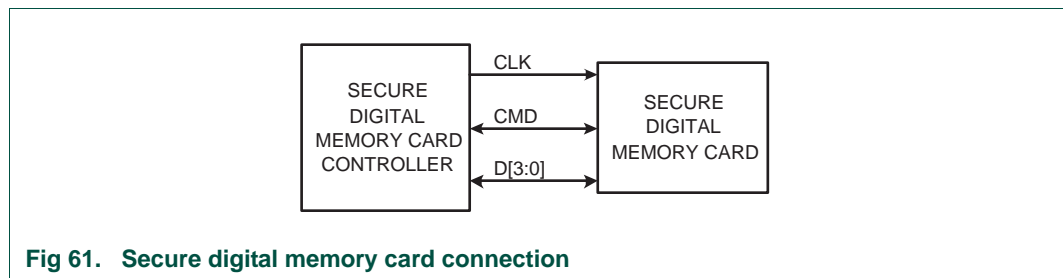 SECURE
DIGITAL
MEMORY CARD
CONTROLLER
CLK
CMD
D[3:0]
SECURE
DIGITAL
MEMORY CARD
Fig 61. Secure digital memory card connection